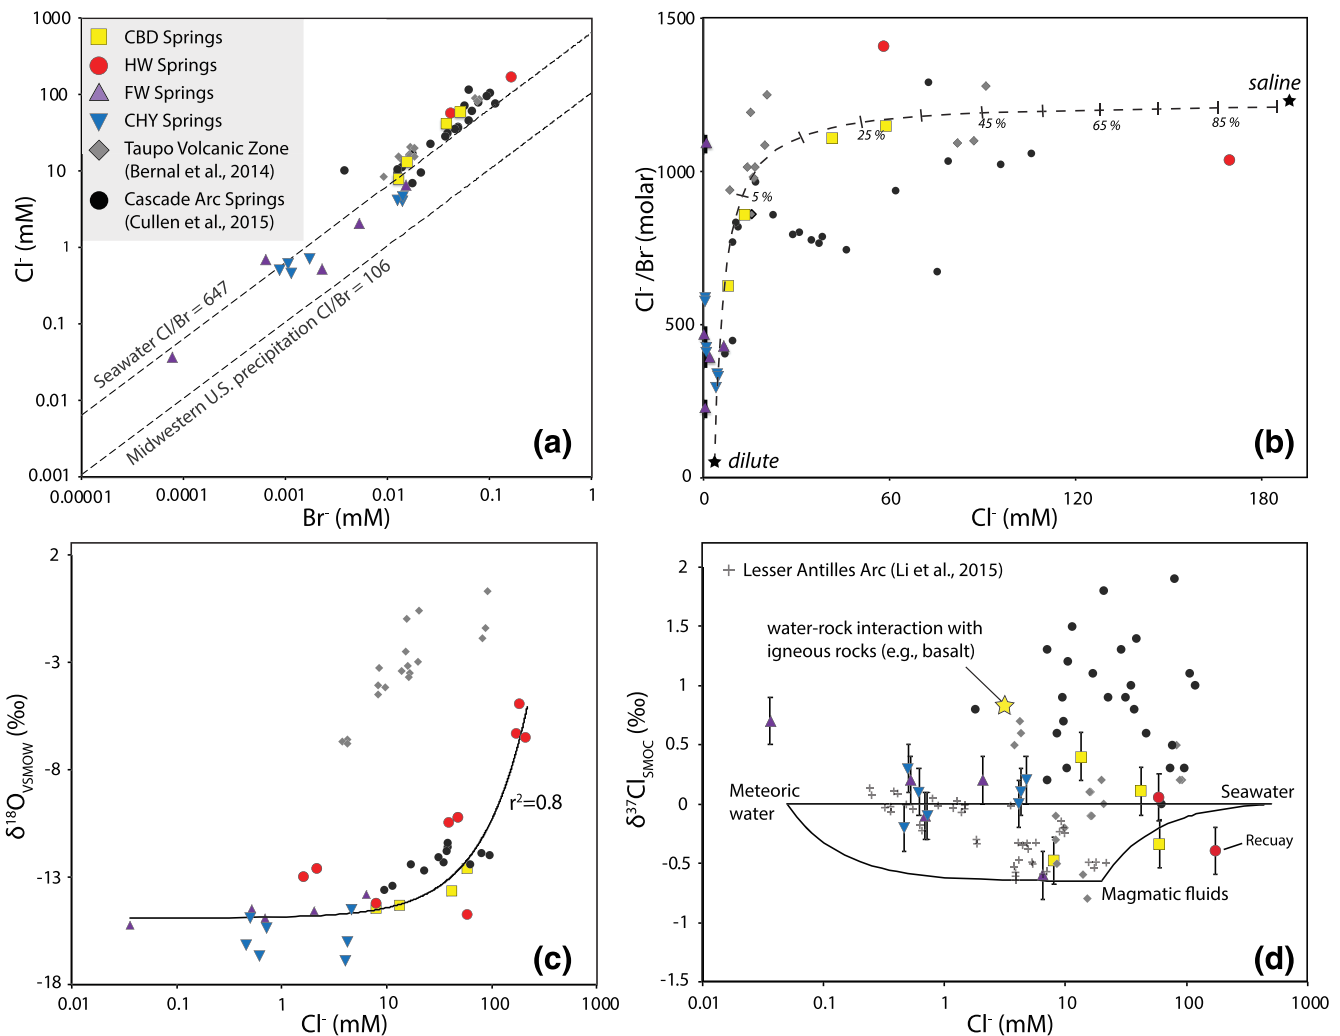 1000
100
10
1
0.1
0.01
0.001
0.00001
0.0001
0.001
0.01
0.1
1
Cl- (mM)
Br- (mM)
CBD Springs
HW Springs
FW Springs
CHY Springs
Taupo Volcanic Zone
(Bernal et al., 2014)
Cascade Arc Springs
(Cullen et al., 2015)
Seawater Cl/Br = 647
Midwestern U.S. precipitation Cl/Br = 106
(a)
1500
1000
500
0
0
60
120
180
Cl- /Br- (molar)
Cl- (mM)
saline
5 %
25 %
45 %
65 %
85 %
dilute
(b)
2
-3
-8
-13
-18
0.01
0.1
1
10
100
1000
δ18OVSMOW (‰)
Cl- (mM)
r2=0.8
(c)
2
1.5
1
0.5
0
-0.5
-1
-1.5
0.01
0.1
1
10
100
1000
δ37ClSMOC (‰)
Cl- (mM)
Lesser Antilles Arc (Li et al., 2015)
water-rock interaction with
igneous rocks (e.g., basalt)
Meteoric
water
Seawater
Recuay
Magmatic fluids
(d)